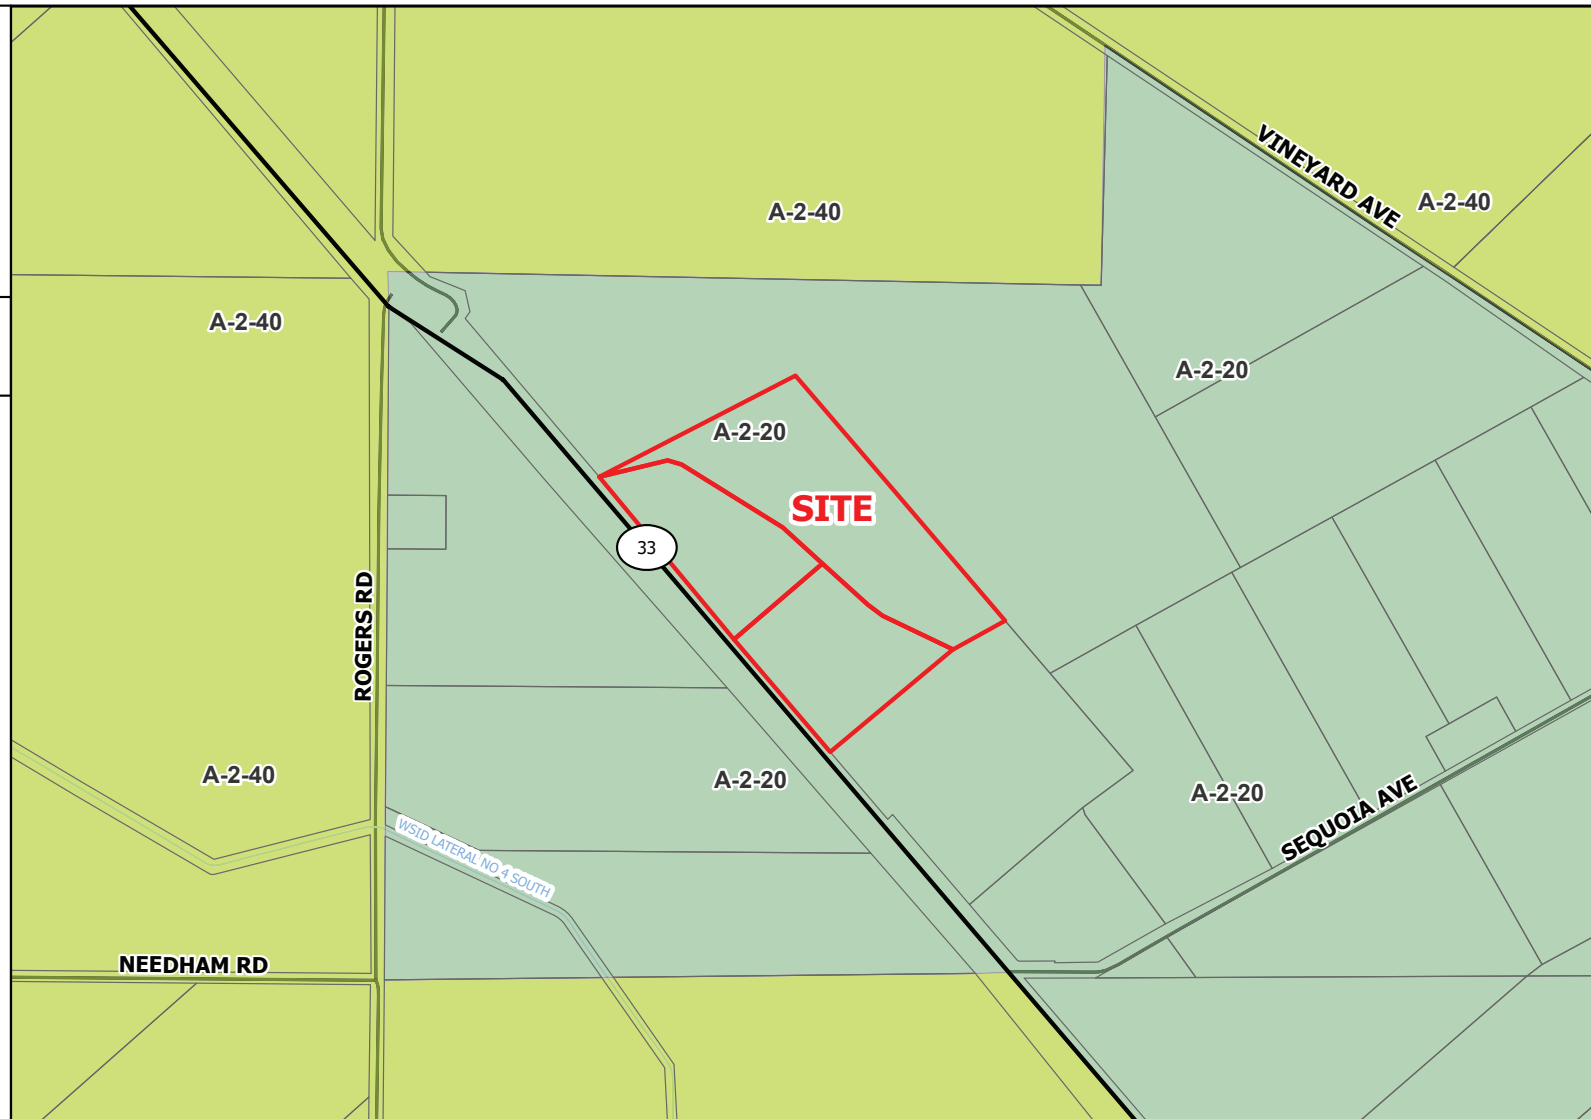 VINEYARD AVE
A-2-40
A-2-40
A-2-40
A-2-20
A-2-20
SITE
33
ROGERS RD
A-2-40
A-2-20
A-2-20
SEQUOIA AVE
WSID LATERAL NO 4 SOUTH
NEEDHAM RD